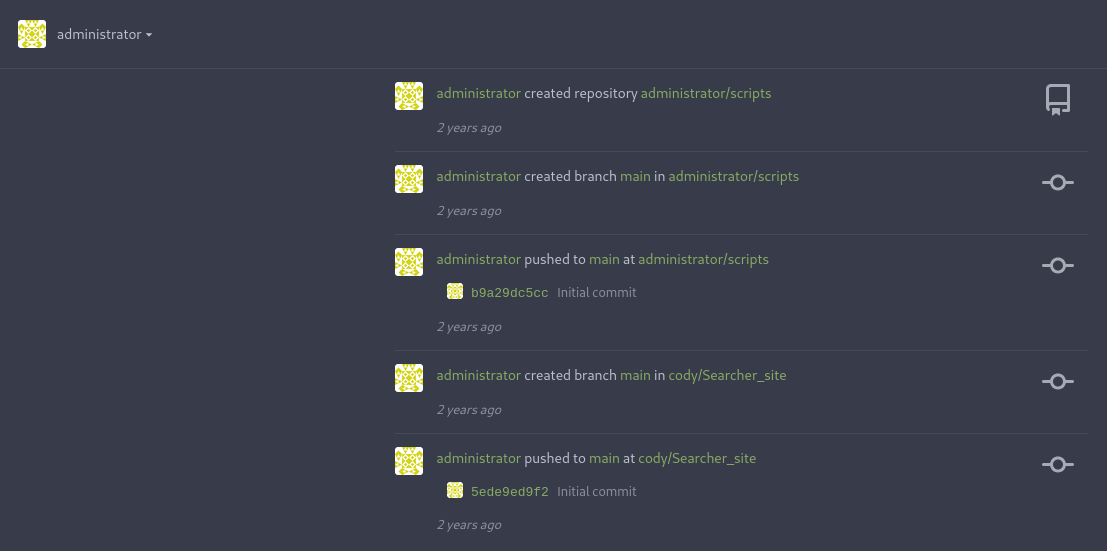 administrator
administrator created repository administrator/scripts
2 years ago
administrator created branch main in administrator/scripts
2 years ago
administrator pushed to main at administrator/scripts
b9a29dc5cc Initial commit
2 years ago
administrator created branch main in cody/Searcher_site
2 years ago
administrator pushed to main at cody/Searcher_site
5ede9ed9f2 Initial commit
2 years ago